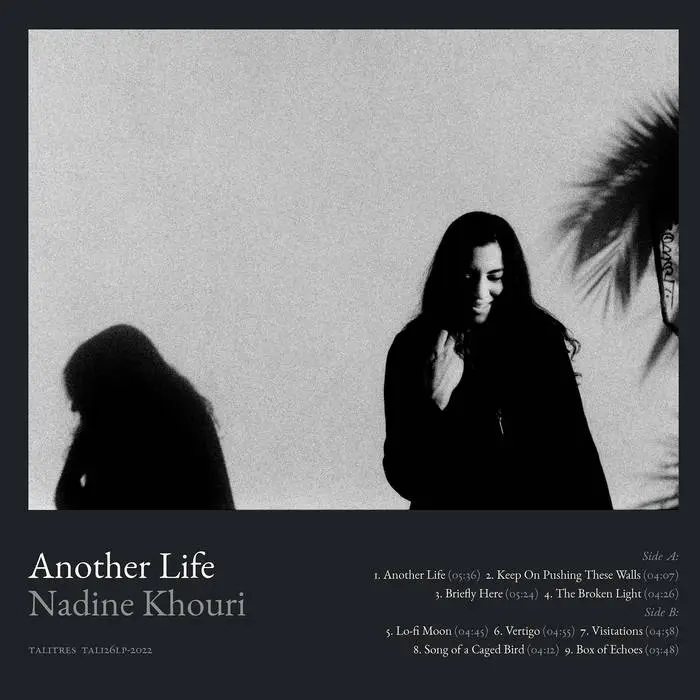 Another Life
Nadine Khouri
TALITRES TALI26LP-2022
Side A:
1. Another Life (05:36) 2. Keep On Pushing These Walls (04:07)
3. Briefly Here (05:24) 4. The Broken Light (04:26)
Side B:
5. Lo-fi Moon (04:45) 6. Vertigo (04:55) 7. Visitations (04:58)
8. Song of a Caged Bird (04:12) 9. Box of Echoes (03:48)